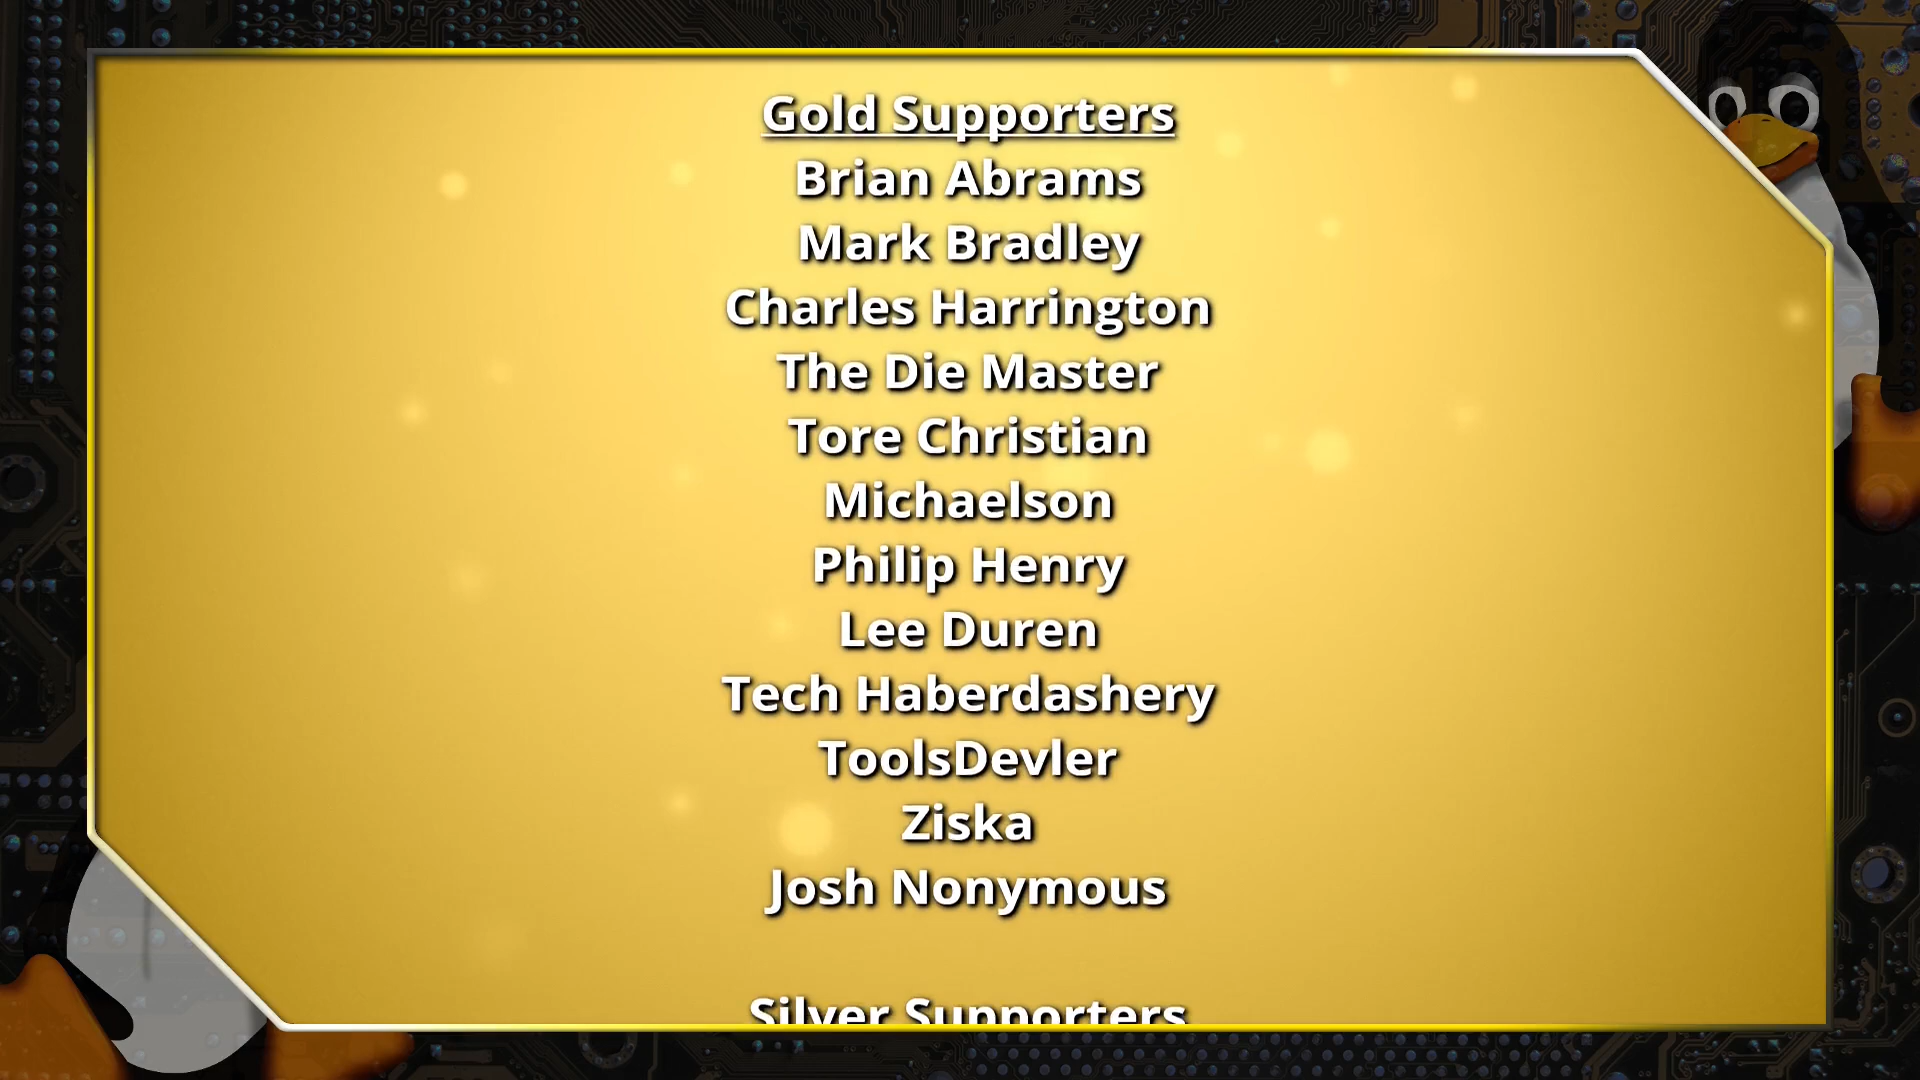 Gold Supporters
Brian Abrams
Mark Bradley
Charles Harrington
The Die Master
Tore Christian
Michaelson
Philip Henry
Lee Duren
Tech Haberdashery
ToolsDevler
Ziska
Josh Nonymous
Silver Supporters